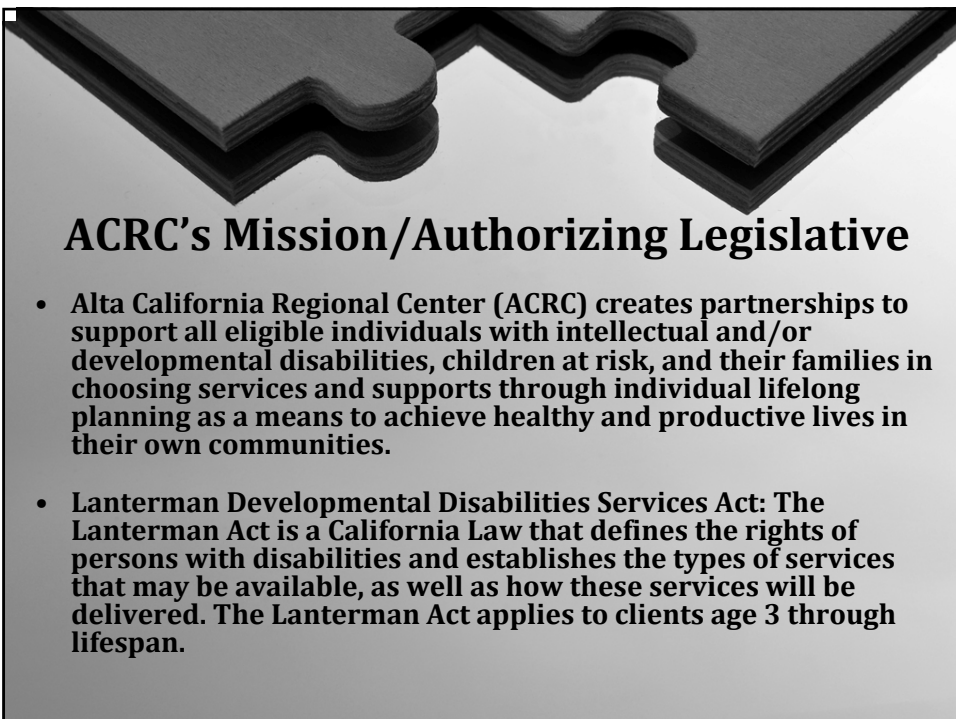 ACRC’s Mission/Authorizing Legislative
• Alta California Regional Center (ACRC) creates partnerships to
support all eligible individuals with intellectual and/or
developmental disabilities, children at risk, and their families in
choosing services and supports through individual lifelong
planning as a means to achieve healthy and productive lives in
their own communities.
• Lanterman Developmental Disabilities Services Act: The
Lanterman Act is a California Law that defines the rights of
persons with disabilities and establishes the types of services
that may be available, as well as how these services will be
delivered. The Lanterman Act applies to clients age 3 through
lifespan.